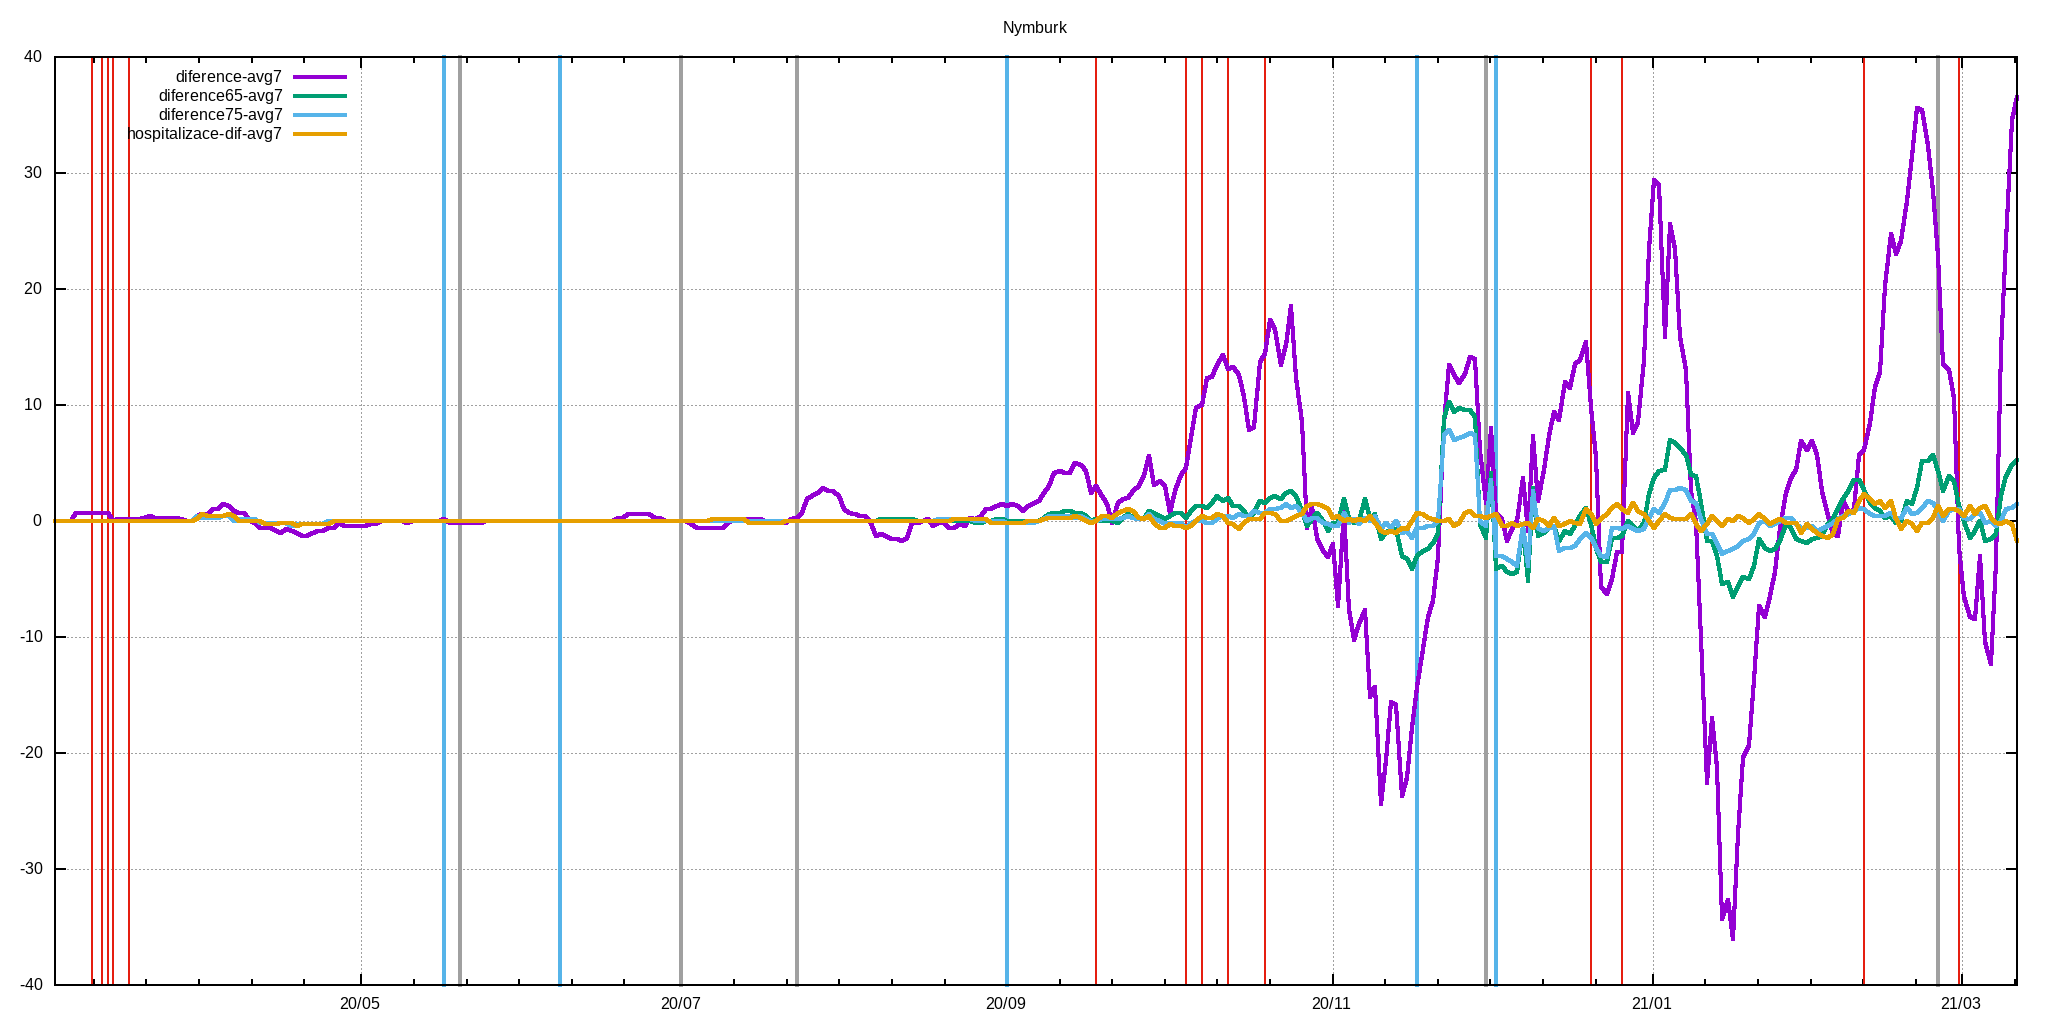 Nymburk
diference-avg7
diference65-avg7
diference75-avg7
hospitalizace-dif-avg7
40
30
20
10
0
-10
-20
-30
-40
20/05 20/07 20/09 20/11 21/01 21/03